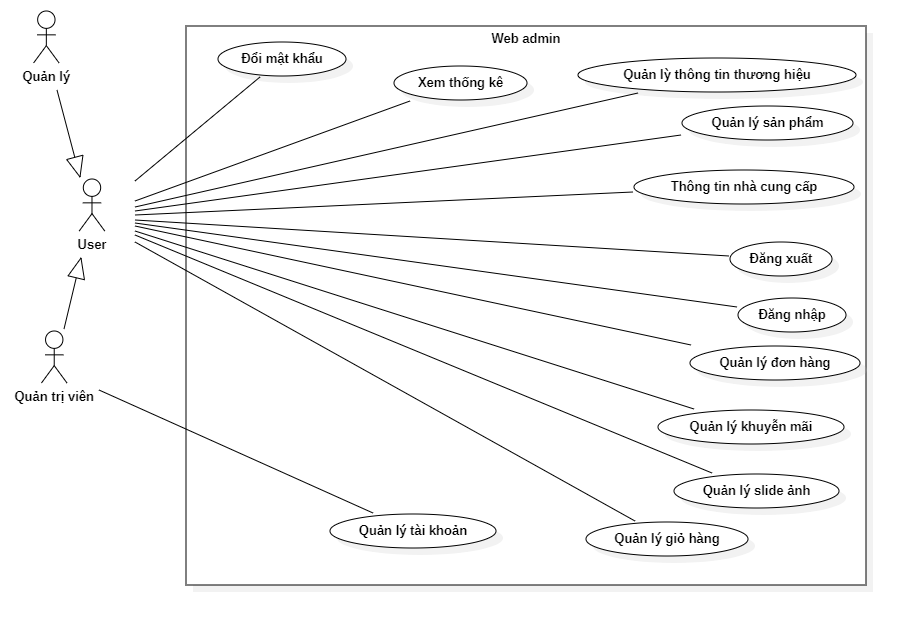 Web admin
Quản lý
User
Quản trị viên
Đổi mật khẩu
Xem thống kê
Quản lỳ thông tin thương hiệu
Quản lý sản phẩm
Thông tin nhà cung cấp
Đăng xuất
Đăng nhập
Quản lý đơn hàng
Quản lý khuyễn mãi
Quản lý slide ảnh
Quản lý tài khoản
Quản lý giỏ hàng